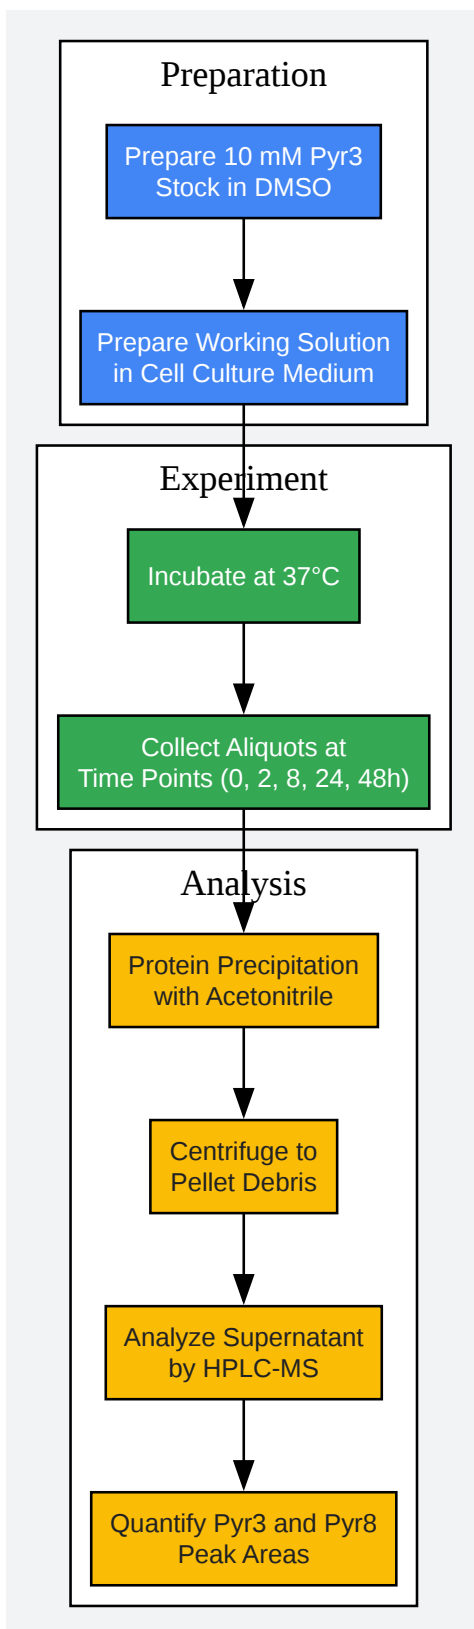 Preparation
Prepare 10 mM Pyr3
Stock in DMSO
Prepare Working Solution
in Cell Culture Medium
Experiment
Incubate at 37°C
Collect Aliquots at
Time Points (0, 2, 8, 24, 48h)
Analysis
Protein Precipitation
with Acetonitrile
Centrifuge to
Pellet Debris
Analyze Supernatant
by HPLC-MS
Quantify Pyr3 and Pyr8
Peak Areas